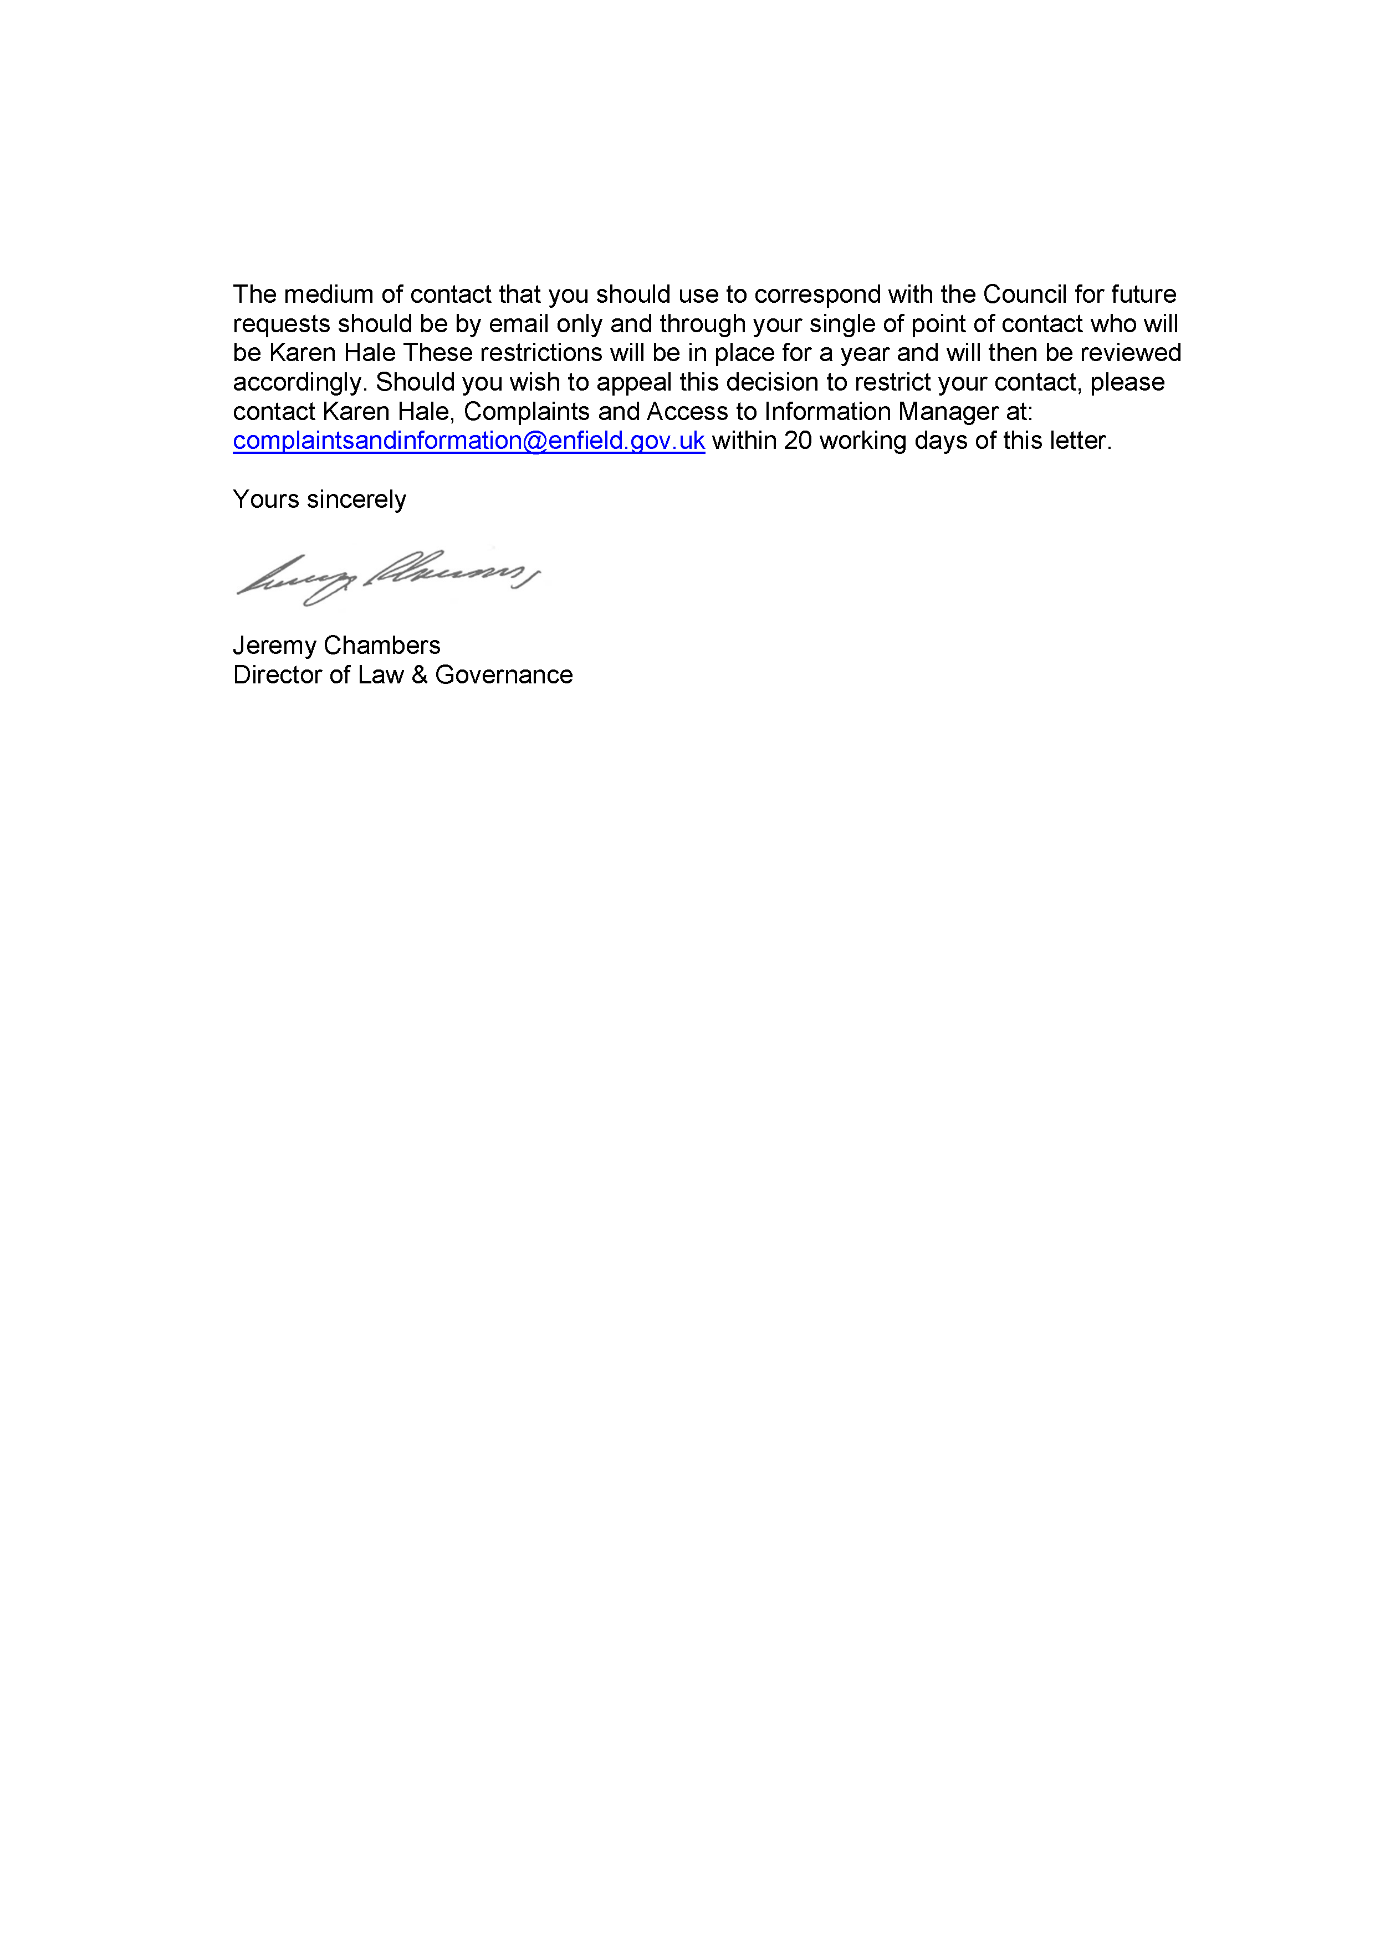 The medium of contact that you should use to correspond with the Council for future
requests should be by email only and through your single of point of contact who will
be Karen Hale These restrictions will be in place for a year and will then be reviewed
accordingly. Should you wish to appeal this decision to restrict your contact, please
contact Karen Hale, Complaints and Access to Information Manager at:
complaintsandinformation@enfield.gov.uk within 20 working days of this letter.
Yours sincerely
Jeremy Chambers
Director of Law & Governance